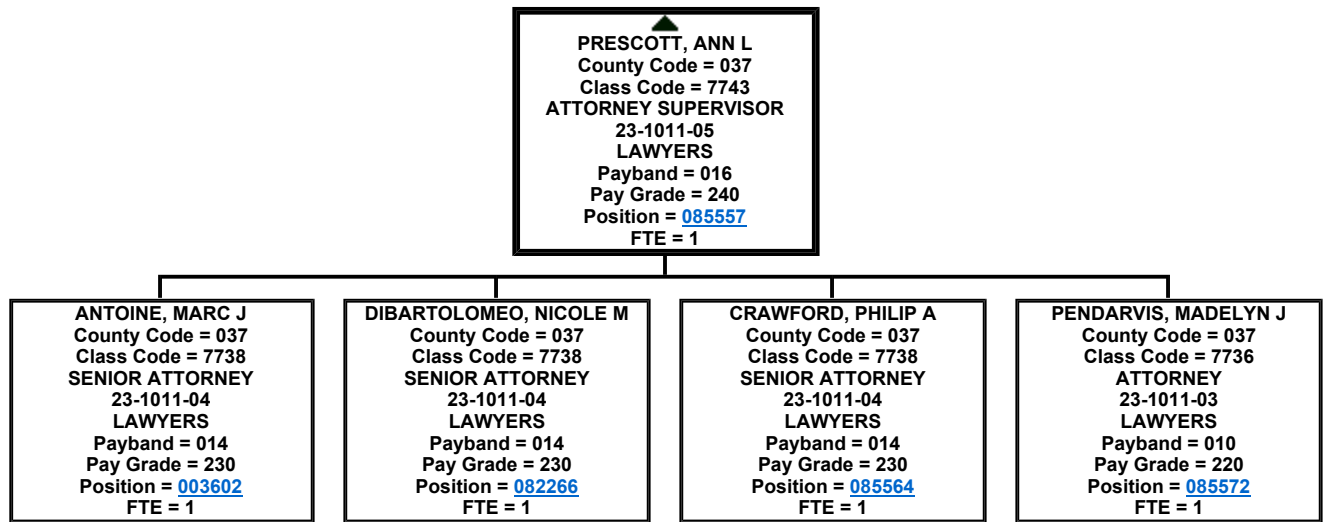 PRESCOTT, ANN L
County Code = 037
Class Code = 7743
ATTORNEY SUPERVISOR
23-1011-05
LAWYERS
Payband = 016
Pay Grade = 240
Position = 085557
FTE = 1
ANTOINE, MARC J
County Code = 037
Class Code = 7738
SENIOR ATTORNEY
23-1011-04
LAWYERS
Payband = 014
Pay Grade = 230
Position = 003602
FTE = 1
DIBARTOLOMEO, NICOLE M
County Code = 037
Class Code = 7738
SENIOR ATTORNEY
23-1011-04
LAWYERS
Payband = 014
Pay Grade = 230
Position = 082266
FTE = 1
CRAWFORD, PHILIP A
County Code = 037
Class Code = 7738
SENIOR ATTORNEY
23-1011-04
LAWYERS
Payband = 014
Pay Grade = 230
Position = 085564
FTE = 1
PENDARVIS, MADELYN J
County Code = 037
Class Code = 7736
ATTORNEY
23-1011-03
LAWYERS
Payband = 010
Pay Grade = 220
Position = 085572
FTE = 1